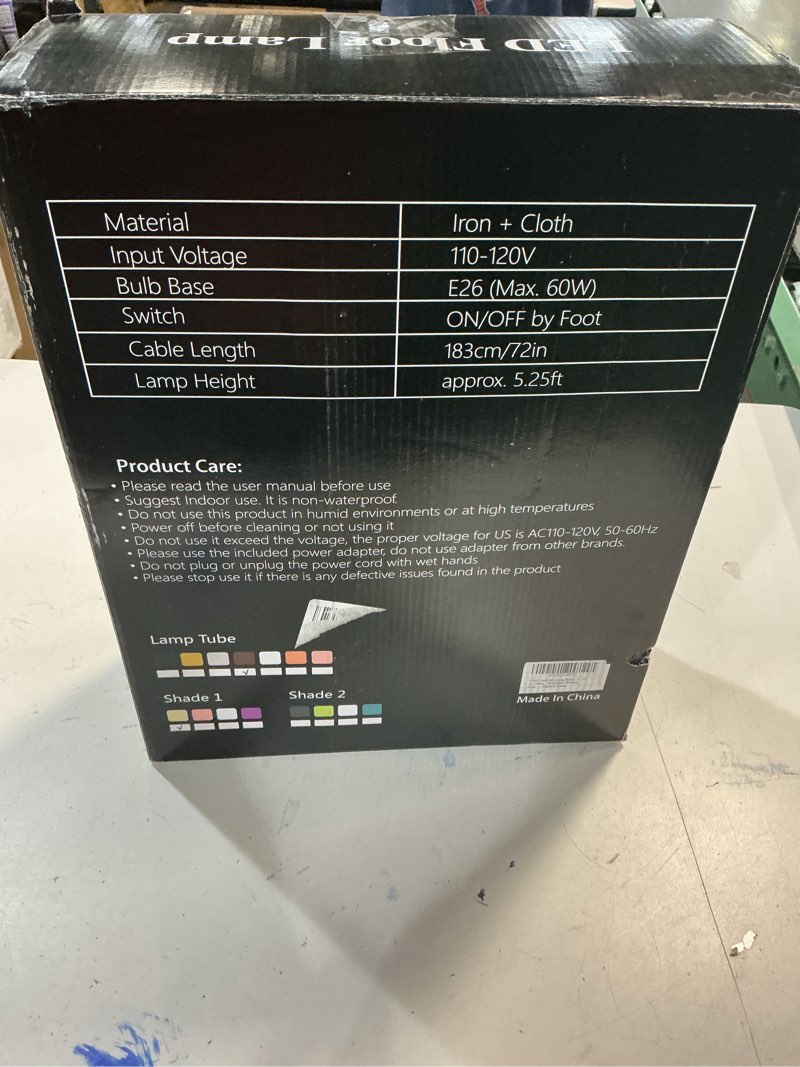 LED Floor Lamp
Material Iron + Cloth
Input Voltage 110-120V
Bulb Base E26 (Max. 60W)
Switch ON/OFF by Foot
Cable Length 183cm/72in
Lamp Height approx. 5.25ft
Product Care:
• Please read the user manual before use
• Suggest Indoor use. It is non-waterproof.
• Do not use this product in humid environments or at high temperatures
• Power off before cleaning or not using it
• Do not use it exceed the voltage, the proper voltage for US is AC110-120V, 50-60Hz
• Please use the included power adapter, do not use adapter from other brands.
• Do not plug or unplug the power cord with wet hands
• Please stop use it if there is any defective issues found in the product
Lamp Tube
Shade 1 Shade 2
Made In China